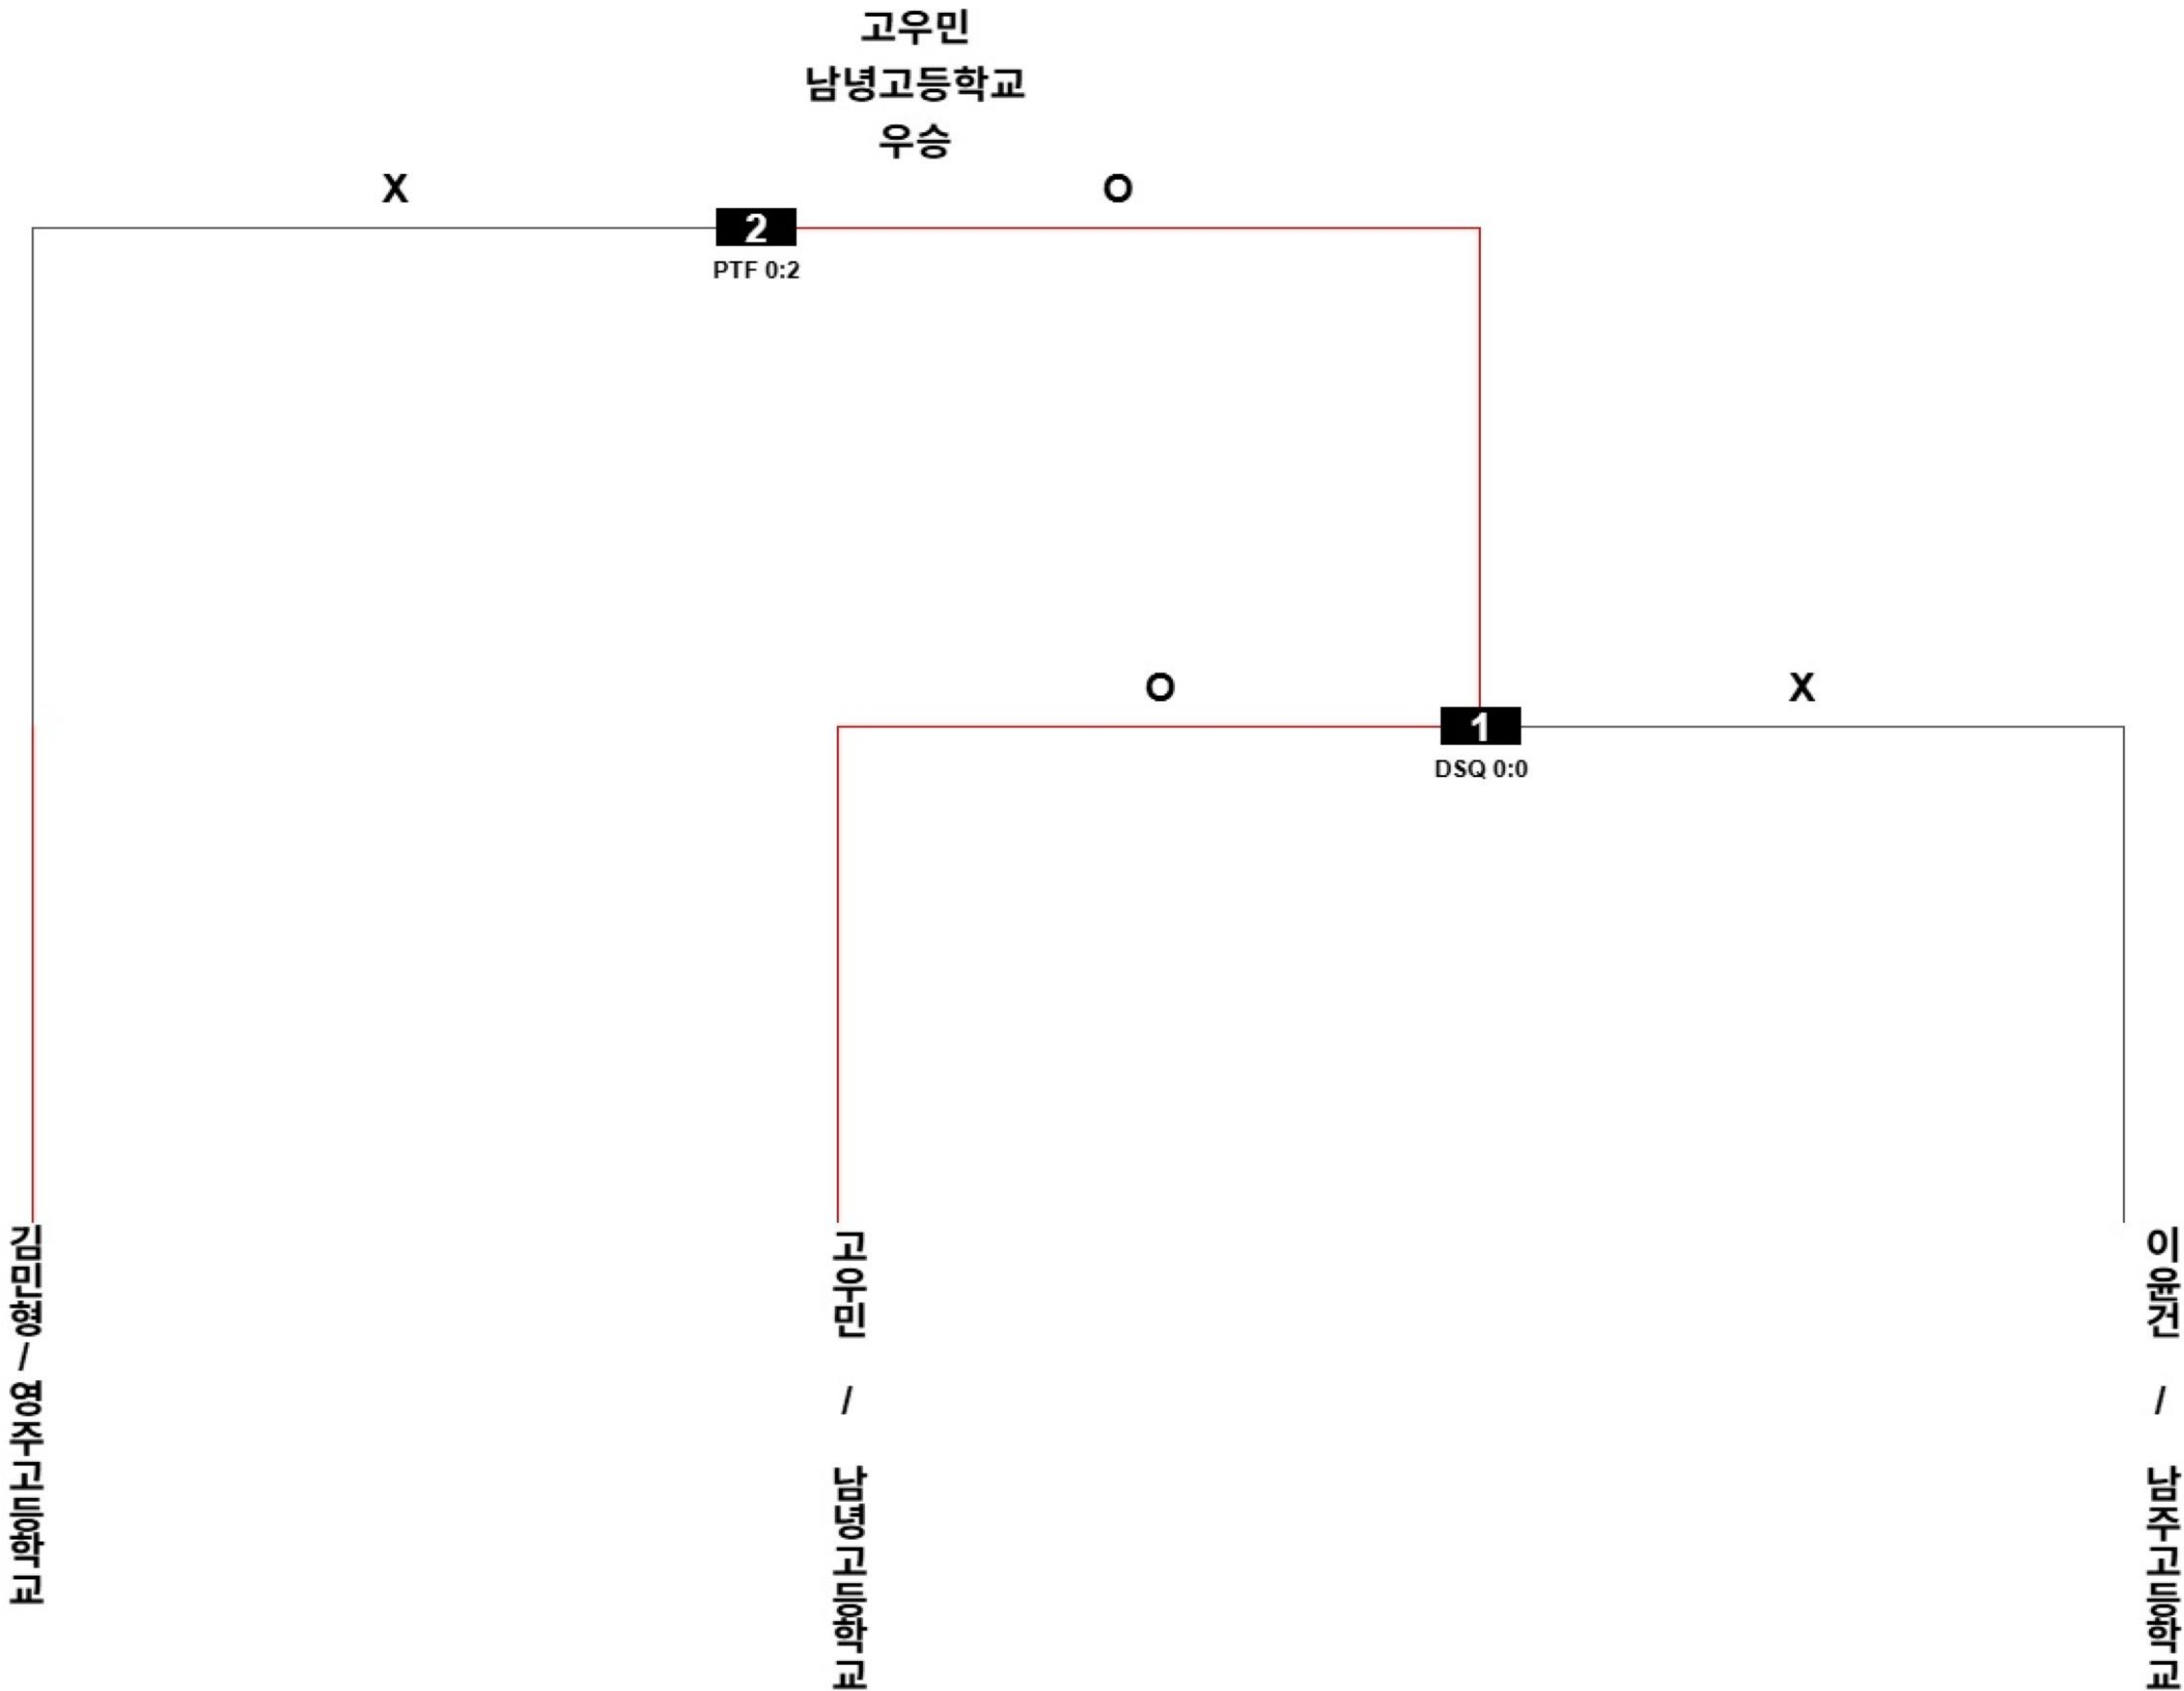 고우민
남녕고등학교
우승
X
O
2
PTF 0:2
O
X
1
DSQ 0:0
김민형/영주고등학교
고우민 / 남녕고등학교
이윤건 / 남주고등학교